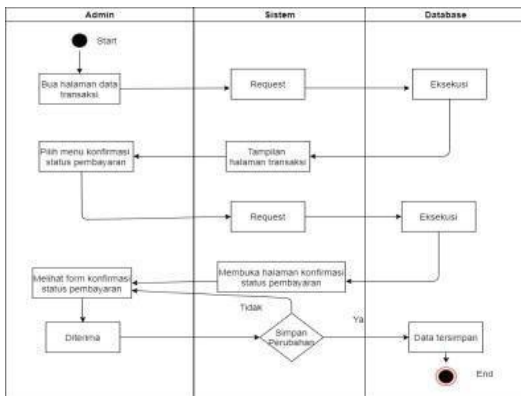 Admin
Sistem
Database
Start
Bua halaman data
transaksi
Request
Eksekusi
Pilih menu konfirmasi
status pembayaran
Tampilan
halaman transaksi
Request
Eksekusi
Melihat form konfirmasi
status pembayaran
Membuka halaman konfirmasi
status pembayaran
Tidak
Diterima
Simpan
Perubahan
Ya
Data tersimpan
End